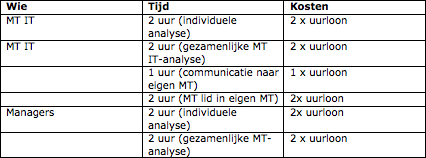 Wie Tijd Kosten
MT IT 2 uur (individuele 2 x uurloon
analyse)
MT IT 2 uur (gezamenlijke MT 2 x uurloon
IT-analyse)
1 uur (communicatie naar 1 x uurloon
eigen MT)
2 uur (MT lid in eigen MT) 2x uurloon
Managers 2 uur (individuele 2x uurloon
analyse)
2 uur (gezamenlijke MT- 2 x uurloon
analyse)